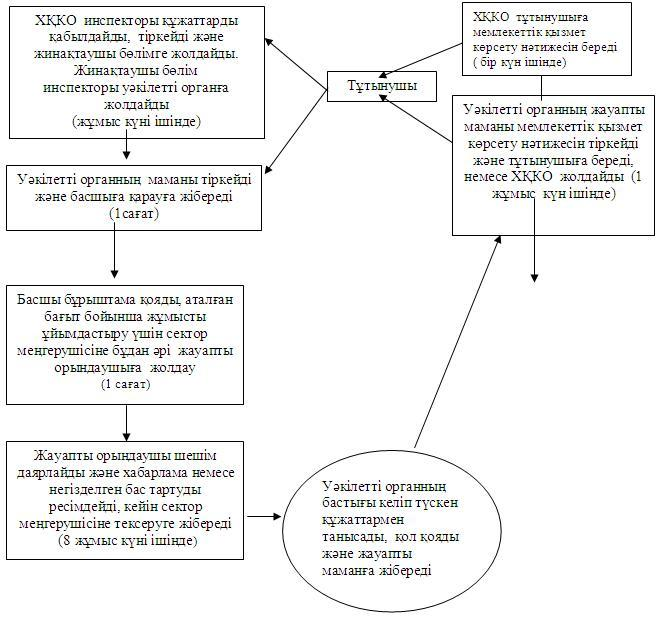 ХҚКО инспекторы құжаттарды
қабылдайды, тіркейді және
жинақтаушы бөлімге жолдайды.
Жинақтаушы бөлім
инспекторы уәкілетті органға
жолдайды
(жұмыс күні ішінде)
ХҚКО тұтынушыға
мемлекеттік қызмет
көрсету нәтижесін береді
( бір күн ішінде)
Тұтынушы
Уәкілетті органның жауапты
маманы мемлекеттік қызмет
көрсету нәтижесін тіркейді
және тұтынушыға береді,
немесе ХҚКО жолдайды (1
жұмыс күн ішінде)
Уәкілетті органның маманы тіркейді
және басшыға қарауға жібереді
(1сағат)
Басшы бұрыштама қояды, аталған
бағыт бойынша жұмысты
ұйымдастыру үшін сектор
меңгерушісіне бұдан әрі жауапты
орындаушыға жолдау
(1 сағат)
Жауапты орындаушы шешім
даярлайды және хабарлама немесе
негізделген бас тартуды
ресімдейді, кейін сектор
меңгерушісіне тексеруге жібереді
(8 жұмыс күні ішінде)
Уәкілетті органның
бастығы келіп түскен
құжаттармен
танысады, қол қояды
және жауапты
маманға жібереді